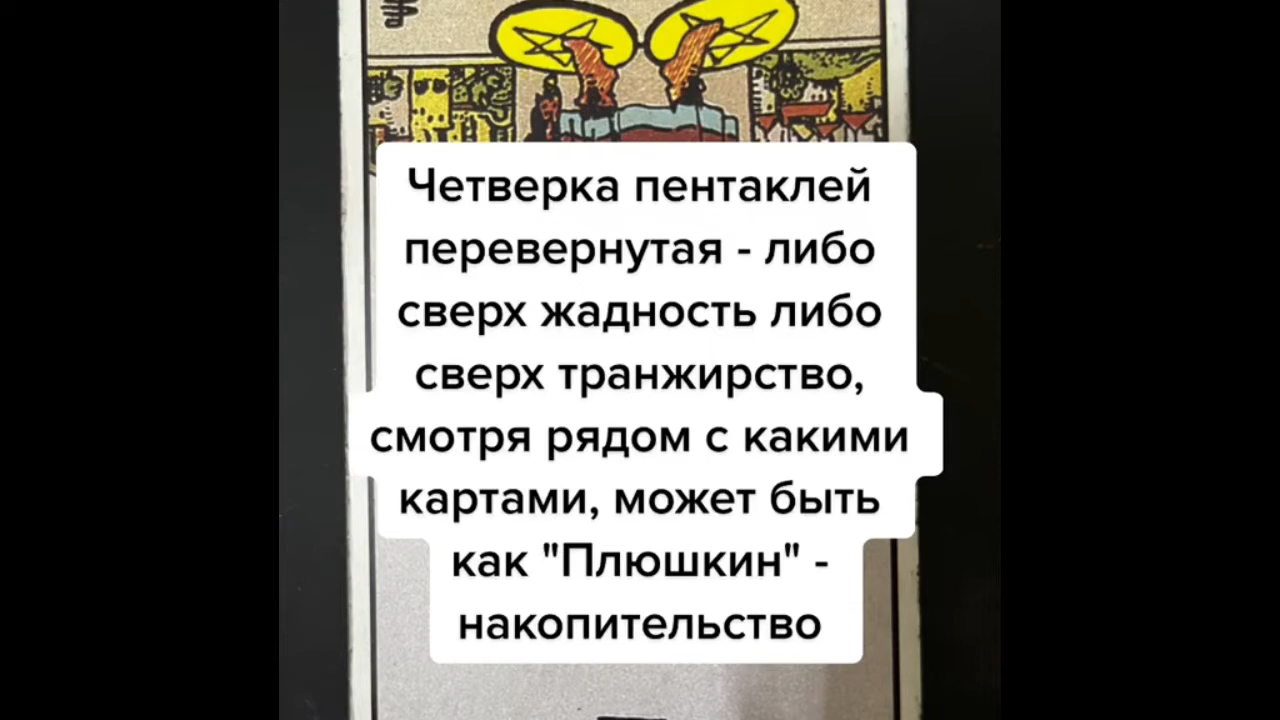 Четверка пентаклей
перевернутая - либо
сверх жадность либо
сверх транжирство,
смотря рядом с какими
картами, может быть
как "Плюшкин" -
накопительство